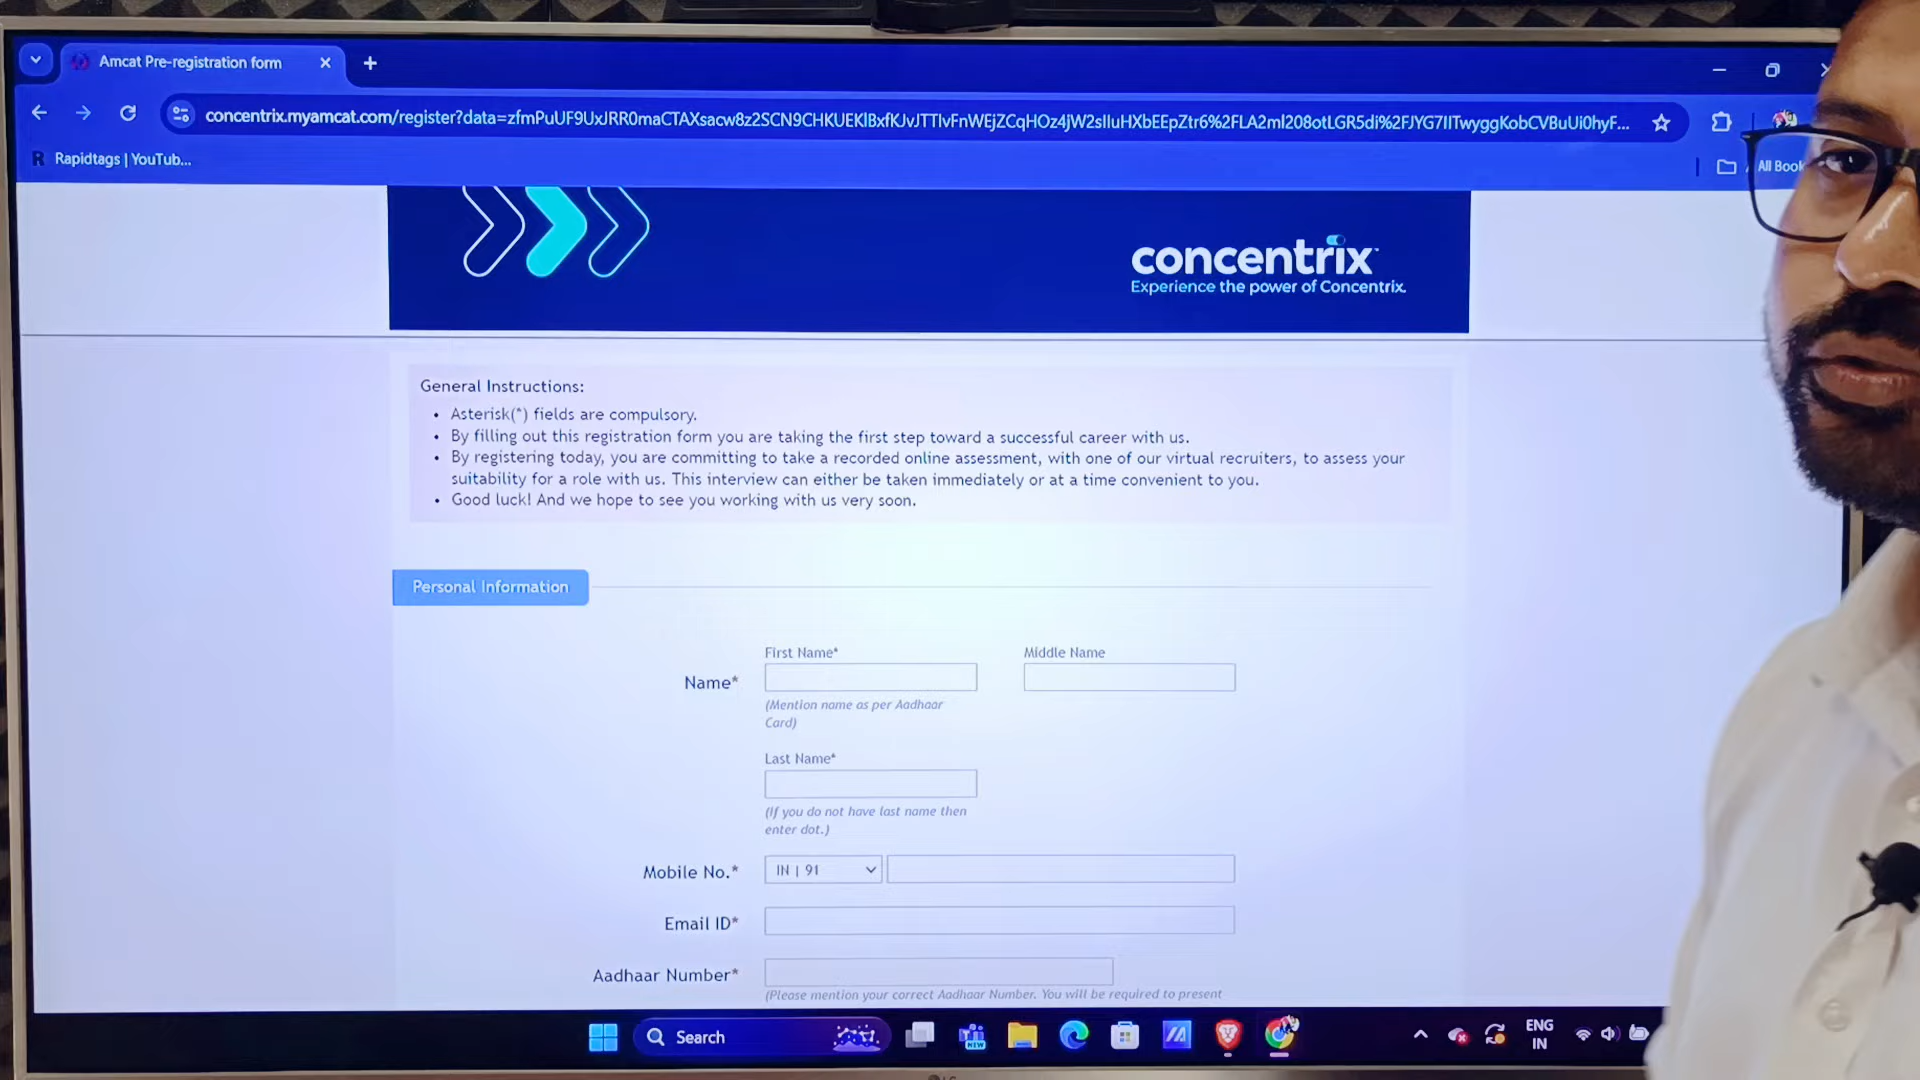 Amcat Pre-registration form
concentrix.myamcat.com/register?data=
Rapidtags | YouTub...
All Book
concentrix
Experience the power of Concentrix.
General Instructions:
• Asterisk(*) fields are compulsory.
• By filling out this registration form you are taking the first step toward a successful career with us.
• By registering today, you are committing to take a recorded online assessment, with one of our virtual recruiters, to assess your
suitability for a role with us. This interview can either be taken immediately or at a time convenient to you.
• Good luck! And we hope to see you working with us very soon.
Personal Information
First Name*
Middle Name
Name*
(Mention name as per Aadhaar
Card)
Last Name*
(If you do not have last name then
enter dot.)
Mobile No.*
IN | 91
Email ID*
Aadhaar Number*
(Please mention your correct Aadhaar Number. You will be required to present
Search
NEW
ENG
IN